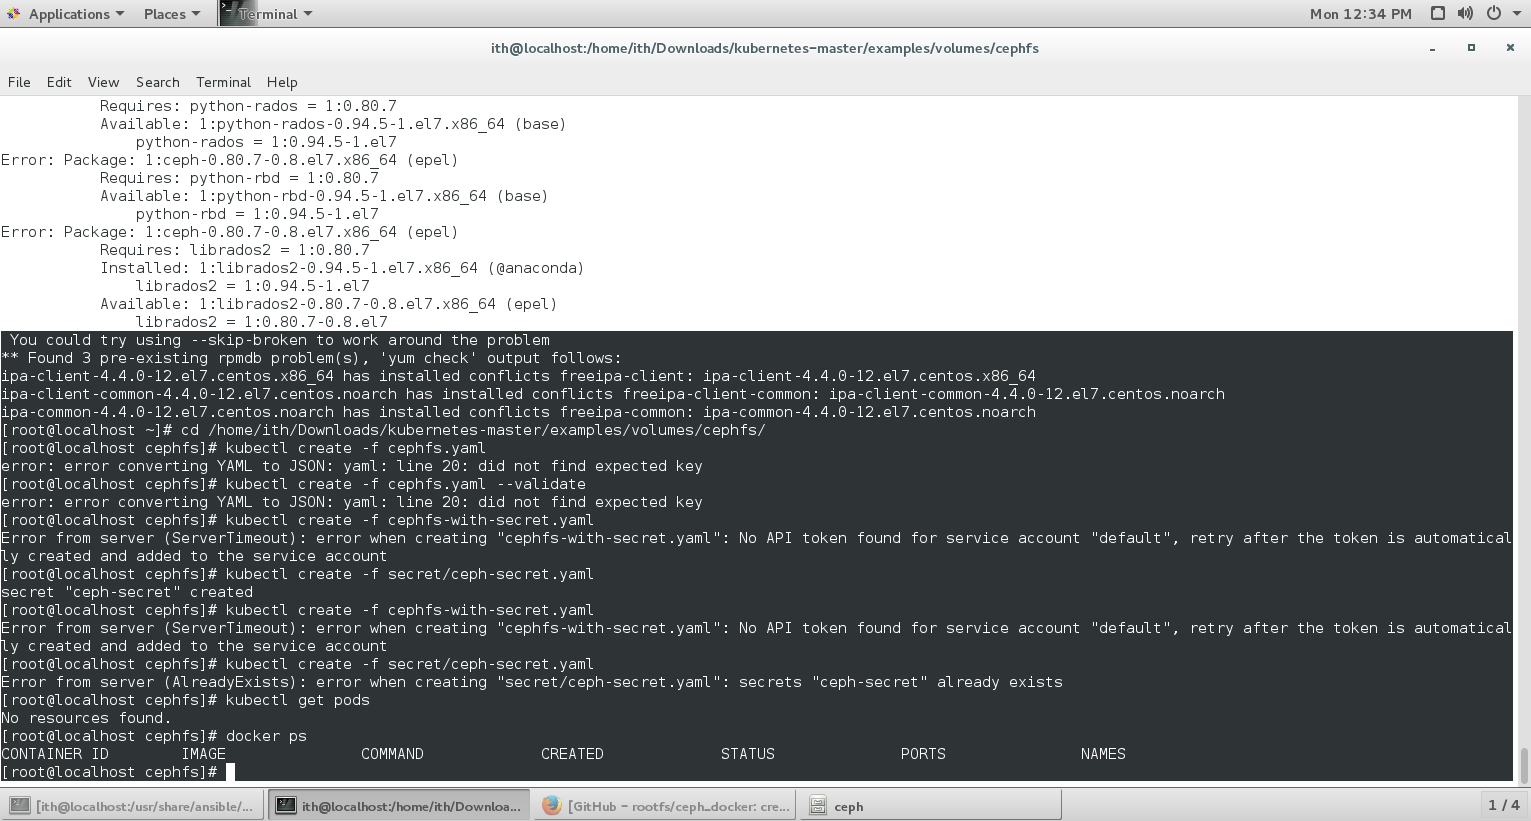 Applications Places Terminal Mon 12:34 PM
ith@localhost:/home/ith/Downloads/kubernetes-master/examples/volumes/cephfs
File Edit View Search Terminal Help
Requires: python-rados = 1:0.80.7
Available: 1:python-rados-0.94.5-1.el7.x86_64 (base)
python-rados = 1:0.94.5-1.el7
Error: Package: 1:ceph-0.80.7-0.8.el7.x86_64 (epel)
Requires: python-rbd = 1:0.80.7
Available: 1:python-rbd-0.94.5-1.el7.x86_64 (base)
python-rbd = 1:0.94.5-1.el7
Error: Package: 1:ceph-0.80.7-0.8.el7.x86_64 (epel)
Requires: librados2 = 1:0.80.7
Installed: 1:librados2-0.94.5-1.el7.x86_64 (@anaconda)
librados2 = 1:0.94.5-1.el7
Available: 1:librados2-0.80.7-0.8.el7.x86_64 (epel)
librados2 = 1:0.80.7-0.8.el7
You could try using --skip-broken to work around the problem
** Found 3 pre-existing rpmdb problem(s), 'yum check' output follows:
ipa-client-4.4.0-12.el7.centos.x86_64 has installed conflicts freeipa-client: ipa-client-4.4.0-12.el7.centos.x86_64
ipa-client-common-4.4.0-12.el7.centos.noarch has installed conflicts freeipa-client-common: ipa-client-common-4.4.0-12.el7.centos.noarch
ipa-common-4.4.0-12.el7.centos.noarch has installed conflicts freeipa-common: ipa-common-4.4.0-12.el7.centos.noarch
[root@localhost ~]# cd /home/ith/Downloads/kubernetes-master/examples/volumes/cephfs/
[root@localhost cephfs]# kubectl create -f cephfs.yaml
error: error converting YAML to JSON: yaml: line 20: did not find expected key
[root@localhost cephfs]# kubectl create -f cephfs.yaml --validate
error: error converting YAML to JSON: yaml: line 20: did not find expected key
[root@localhost cephfs]# kubectl create -f cephfs-with-secret.yaml
Error from server (ServerTimeout): error when creating "cephfs-with-secret.yaml": No API token found for service account "default", retry after the token is automatical
ly created and added to the service account
[root@localhost cephfs]# kubectl create -f secret/ceph-secret.yaml
secret "ceph-secret" created
[root@localhost cephfs]# kubectl create -f cephfs-with-secret.yaml
Error from server (ServerTimeout): error when creating "cephfs-with-secret.yaml": No API token found for service account "default", retry after the token is automatical
ly created and added to the service account
[root@localhost cephfs]# kubectl create -f secret/ceph-secret.yaml
Error from server (AlreadyExists): error when creating "secret/ceph-secret.yaml": secrets "ceph-secret" already exists
[root@localhost cephfs]# kubectl get pods
No resources found.
[root@localhost cephfs]# docker ps
CONTAINER ID IMAGE COMMAND CREATED STATUS PORTS NAMES
[root@localhost cephfs]#
[ith@localhost:/usr/share/ansible/... ith@localhost:/home/ith/Downloa... [GitHub - rootfs/ceph_docker: cre... ceph 1 / 4